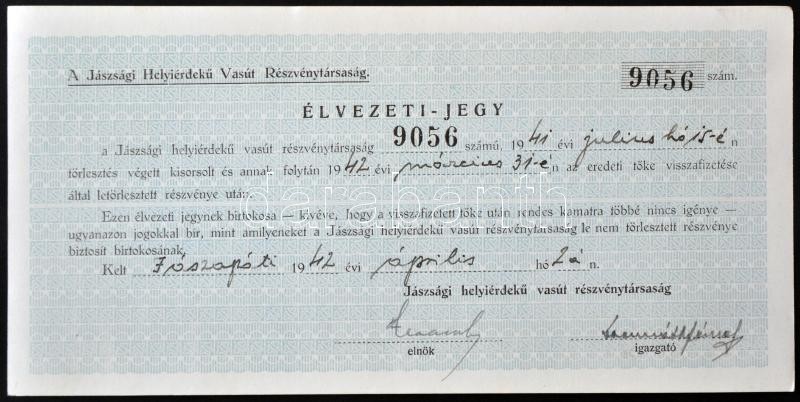 A Jászsági Helyiérdekű Vasút Részvénytársaság.
9056 szám.
ÉLVEZETI-JEGY
a Jászsági helyiérdekű vasút részvénytársaság 9056 számú, 1941 évi július hó 15-én
törlesztés végett kisorsolt és annak folytán 1942 évi március 31-én az eredeti tőke visszafizetése
által letörlesztett részvénye után.
Ezen élvezeti jegynek birtokosa — kivéve, hogy a visszafizetett tőke után rendes kamatra többé nincs igénye —
ugyanazon jogokkal bír, mint amilyeneket a Jászsági helyiérdekű vasút részvénytársaság le nem törlesztett részvénye
biztosit birtokosának.
Kelt Jászapáti 1942 évi április hó 2án.
Jászsági helyiérdekű vasút részvénytársaság
elnök
igazgató
darabanth